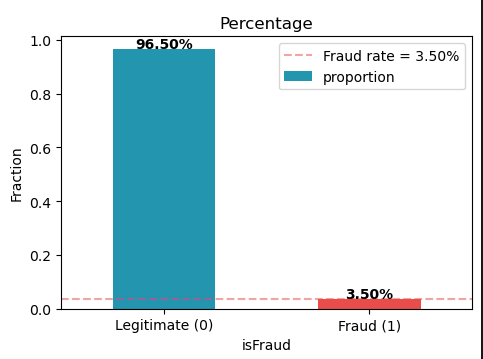 Percentage
1.0
0.8
0.6
0.4
0.2
0.0
Fraction
96.50%
3.50%
Fraud rate = 3.50%
proportion
Legitimate (0)
Fraud (1)
isFraud